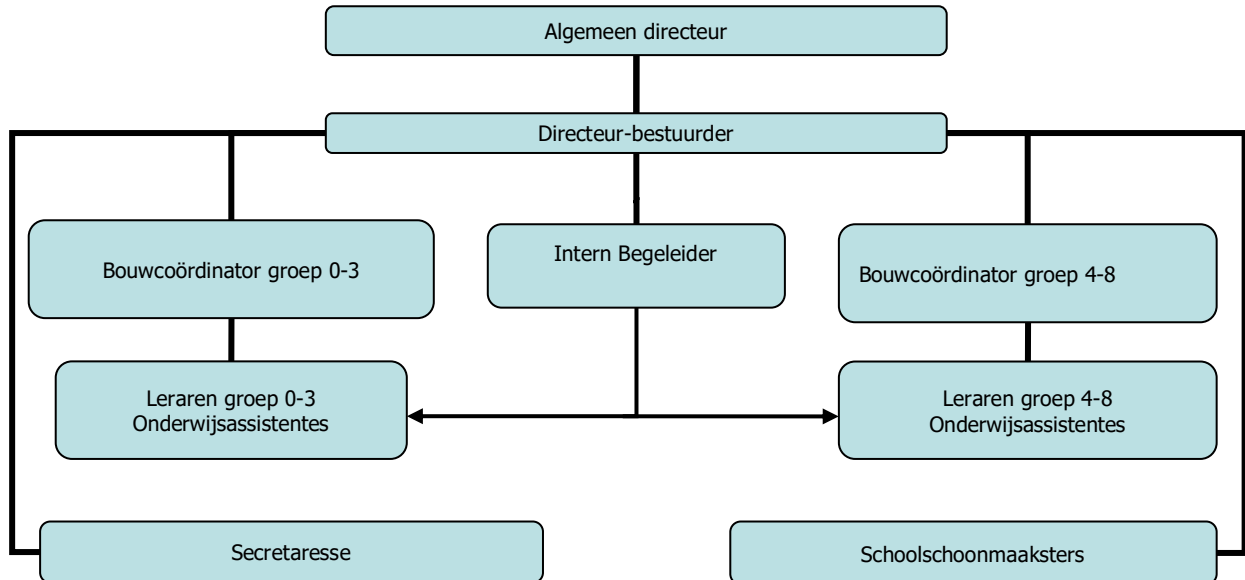 Algemeen directeur
Directeur-bestuurder
Bouwcoördinator groep 0-3
Intern Begeleider
Bouwcoördinator groep 4-8
Leraren groep 0-3
Onderwijsassistentes
Leraren groep 4-8
Onderwijsassistentes
Secretaresse
Schoolschoonmaaksters